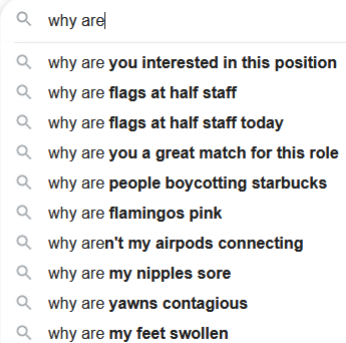 why are
why are you interested in this position
why are flags at half staff
why are flags at half staff today
why are you a great match for this role
why are people boycotting starbucks
why are flamingos pink
why aren't my airpods connecting
why are my nipples sore
why are yawns contagious
why are my feet swollen